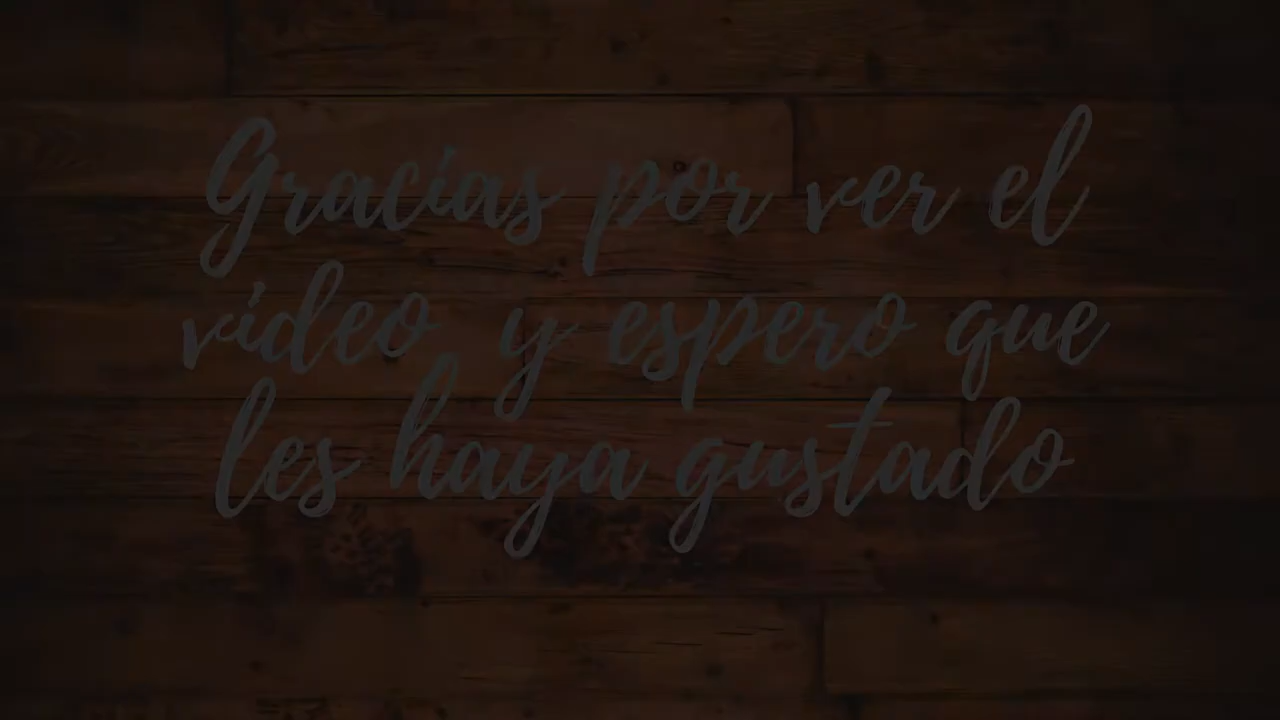 Gracias por ver el
video, y espero que
les haya gustado